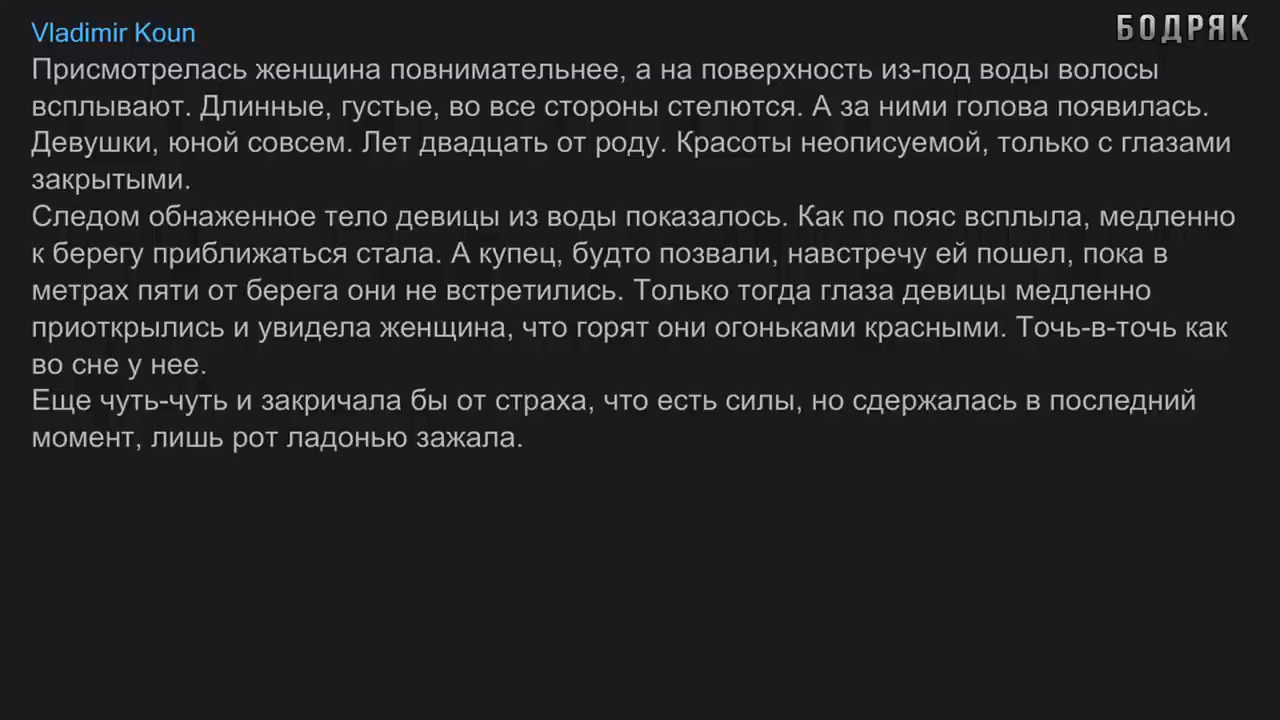 Vladimir Koun
БОДРЯК
Присмотрелась женщина повнимательнее, а на поверхность из-под воды волосы
всплывают. Длинные, густые, во все стороны стелются. А за ними голова появилась.
Девушки, юной совсем. Лет двадцать от роду. Красоты неописуемой, только с глазами
закрытыми.
Следом обнаженное тело девицы из воды показалось. Как по пояс всплыла, медленно
к берегу приближаться стала. А купец, будто позвали, навстречу ей пошел, пока в
метрах пяти от берега они не встретились. Только тогда глаза девицы медленно
приоткрылись и увидела женщина, что горят они огоньками красными. Точь-в-точь как
во сне у нее.
Еще чуть-чуть и закричала бы от страха, что есть силы, но сдержалась в последний
момент, лишь рот ладонью зажала.